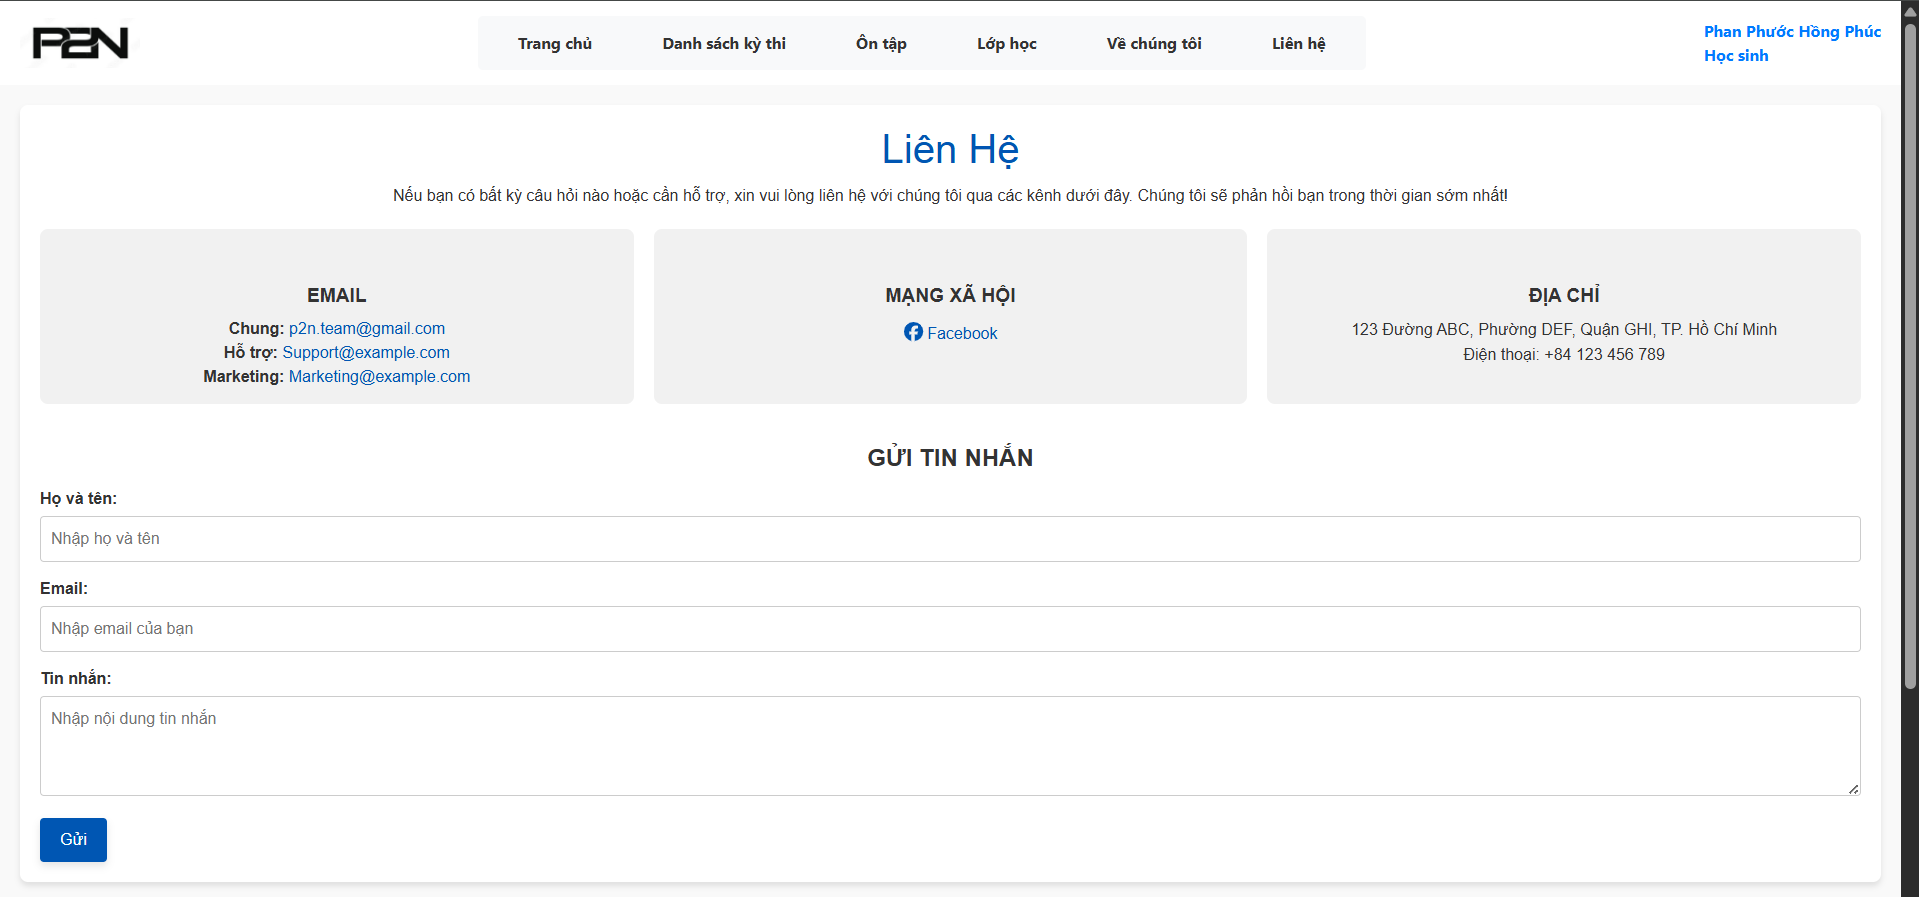 P2N
Trang chủ
Danh sách kỳ thi
Ôn tập
Lớp học
Về chúng tôi
Liên hệ
Phan Phước Hồng Phúc
Học sinh
Liên Hệ
Nếu bạn có bất kỳ câu hỏi nào hoặc cần hỗ trợ, xin vui lòng liên hệ với chúng tôi qua các kênh dưới đây. Chúng tôi sẽ phản hồi bạn trong thời gian sớm nhất!
EMAIL
Chung: p2n.team@gmail.com
Hỗ trợ: Support@example.com
Marketing: Marketing@example.com
MẠNG XÃ HỘI
Facebook
ĐỊA CHỈ
123 Đường ABC, Phường DEF, Quận GHI, TP. Hồ Chí Minh
Điện thoại: +84 123 456 789
GỬI TIN NHẮN
Họ và tên:
Nhập họ và tên
Email:
Nhập email của bạn
Tin nhắn:
Nhập nội dung tin nhắn
Gửi